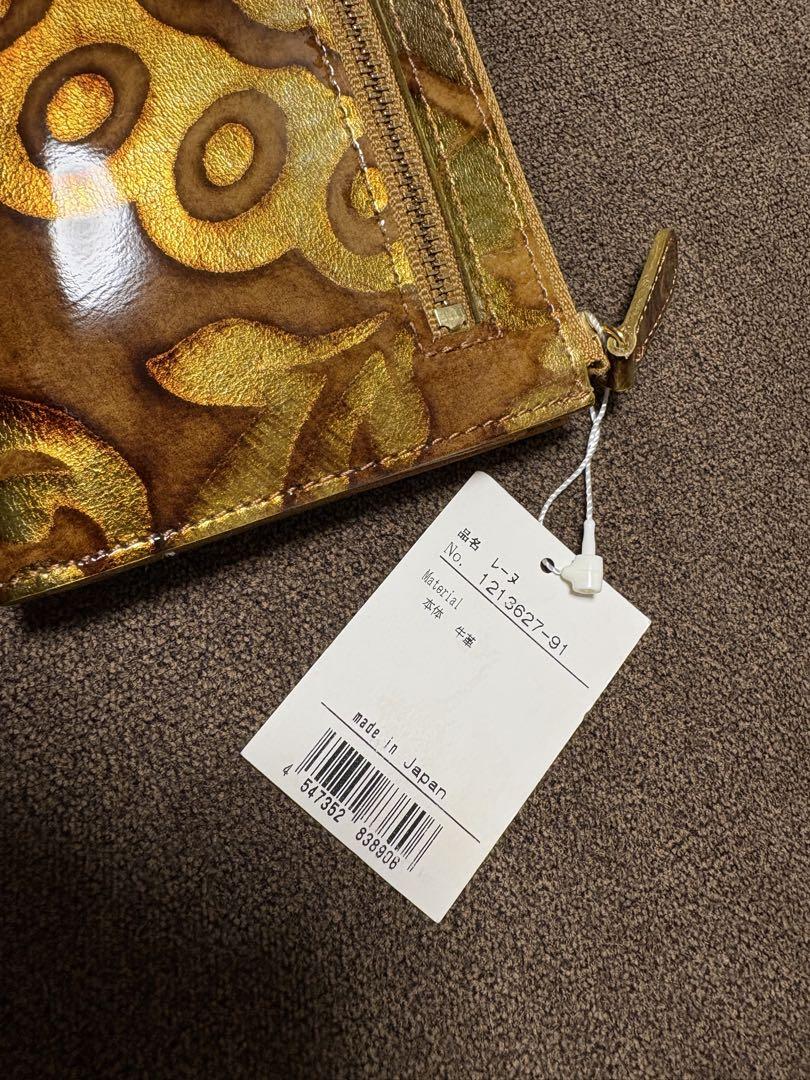 品名 レーヌ
No. 1213627-91
Material
本体 牛革
made in Japan
4 547352 838906